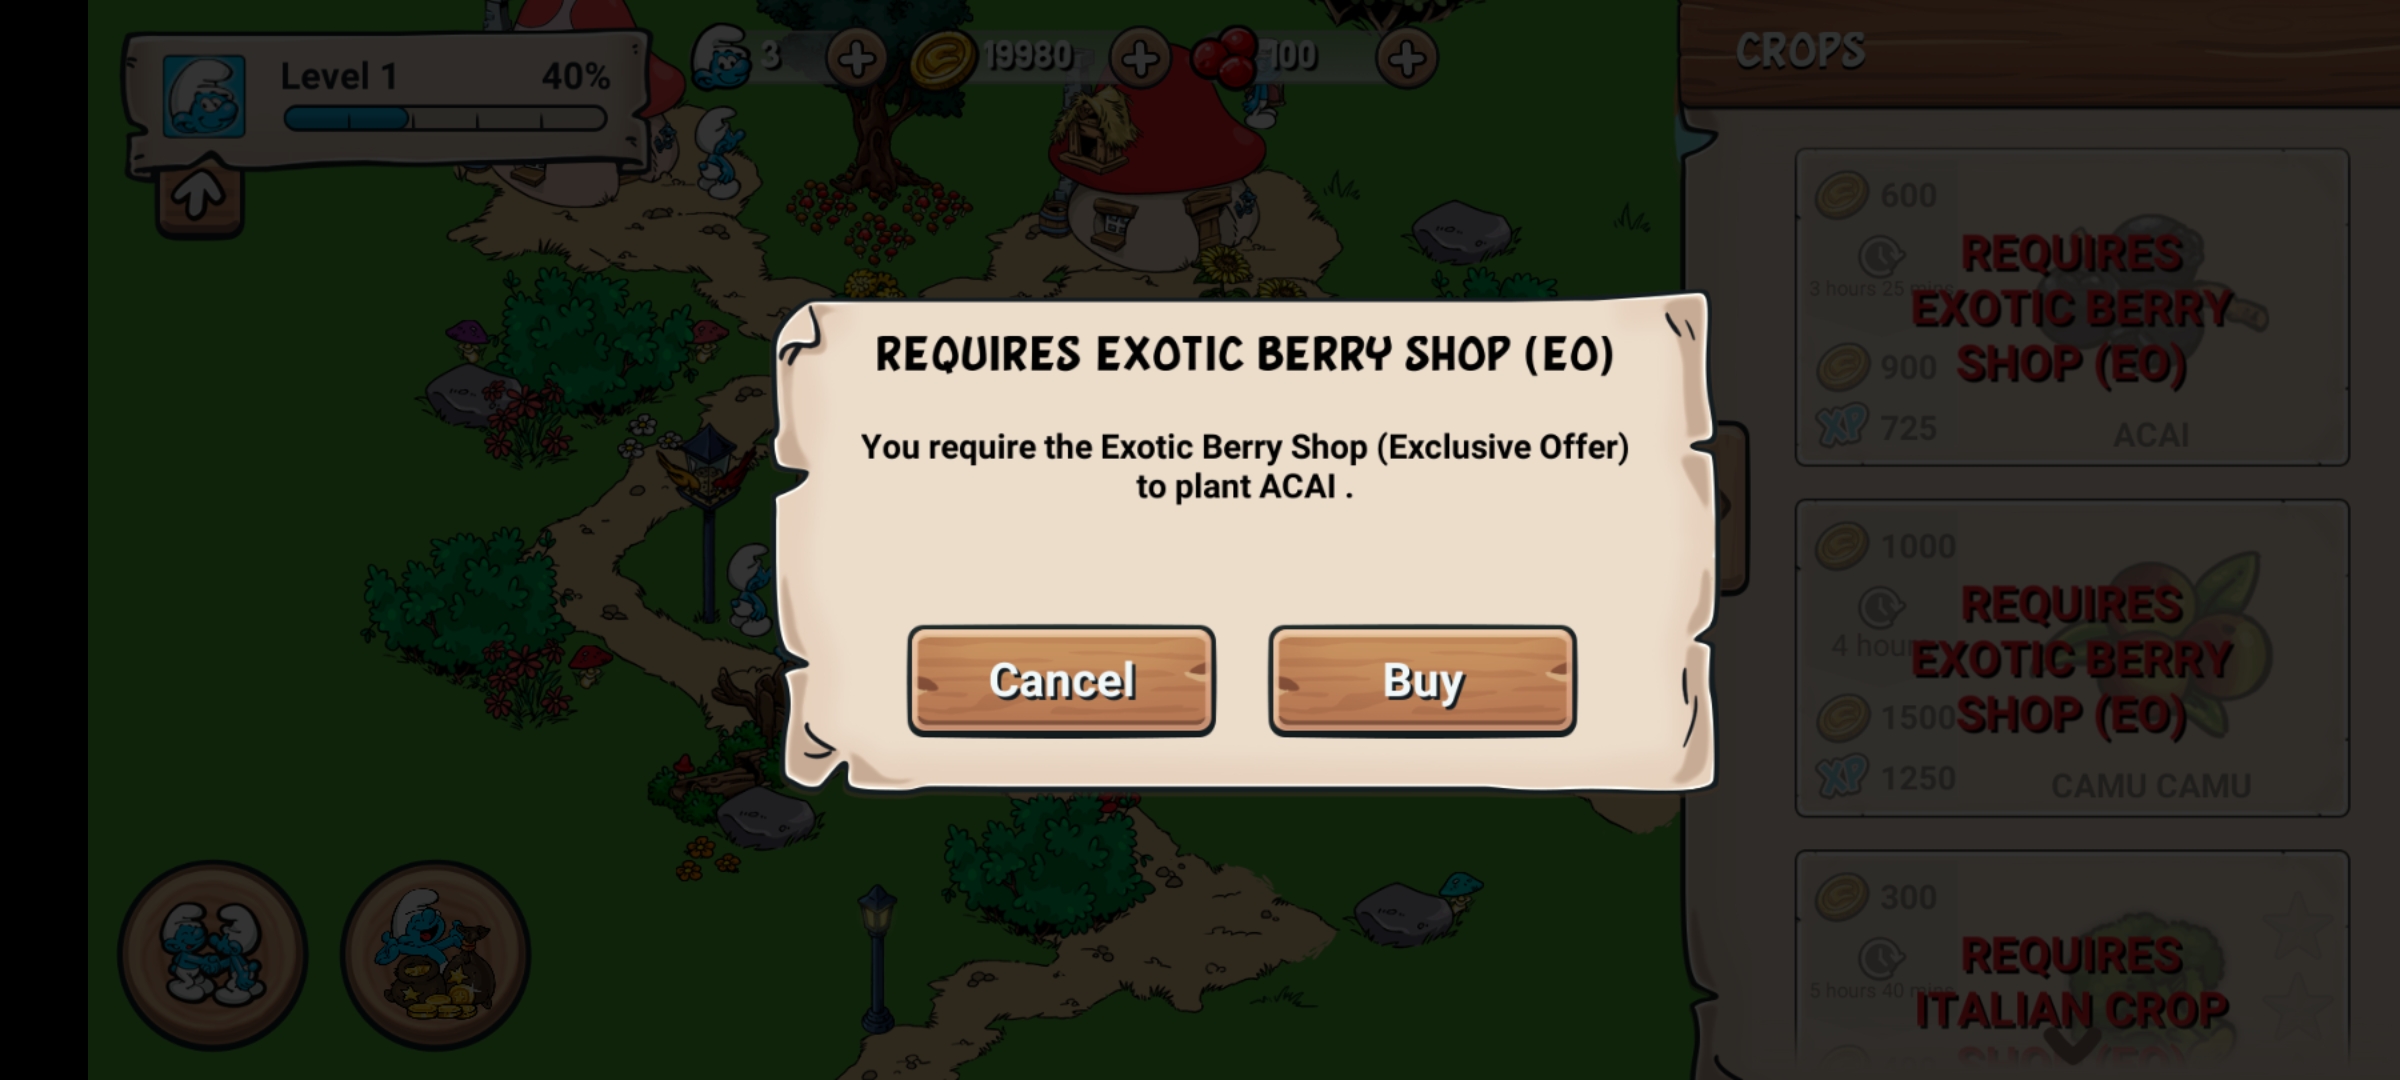 Level 1
40%
3
19980
100
CROPS
600
3 hours 25 mins
900
XP 725
REQUIRES
EXOTIC BERRY
SHOP (EO)
ACAI
REQUIRES EXOTIC BERRY SHOP (EO)
You require the Exotic Berry Shop (Exclusive Offer)
to plant ACAI .
Cancel
Buy
1000
4 hour
1500
XP 1250
REQUIRES
EXOTIC BERRY
SHOP (EO)
CAMU CAMU
300
5 hours 40 mins
REQUIRES
ITALIAN CROP